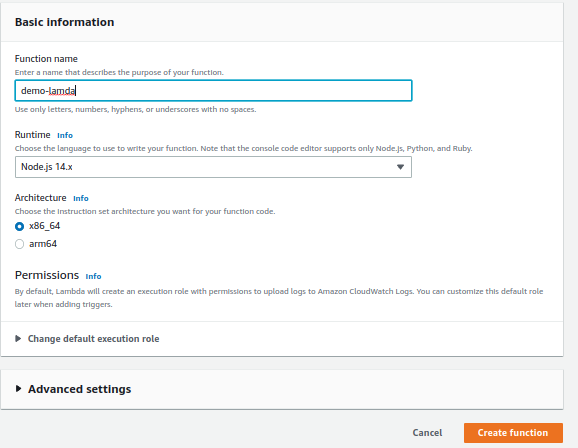 Basic information
Function name
Enter a name that describes the purpose of your function.
demo-lamda
Use only letters, numbers, hyphens, or underscores with no spaces.
Runtime Info
Choose the language to use to write your function. Note that the console code editor supports only Node.js, Python, and Ruby.
Node.js 14.x
Architecture Info
Choose the instruction set architecture you want for your function code.
x86_64
arm64
Permissions Info
By default, Lambda will create an execution role with permissions to upload logs to Amazon CloudWatch Logs. You can customize this default role
later when adding triggers.
Change default execution role
Advanced settings
Cancel Create function